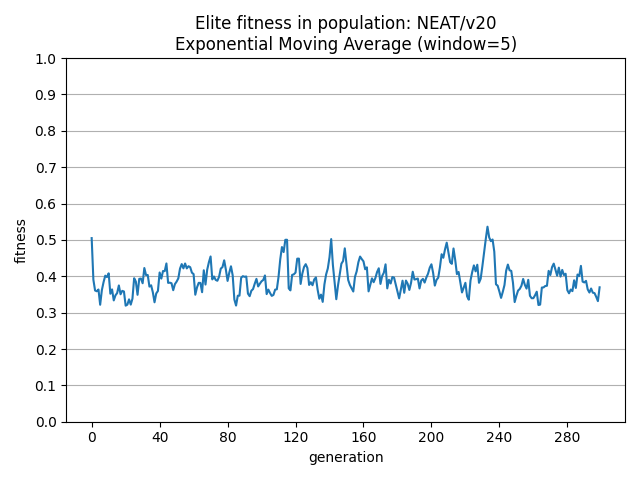 Elite fitness in population: NEAT/v20
Exponential Moving Average (window=5)
1.0
0.9
0.8
0.7
0.6
0.5
0.4
0.3
0.2
0.1
0.0
fitness
0 40 80 120 160 200 240 280
generation